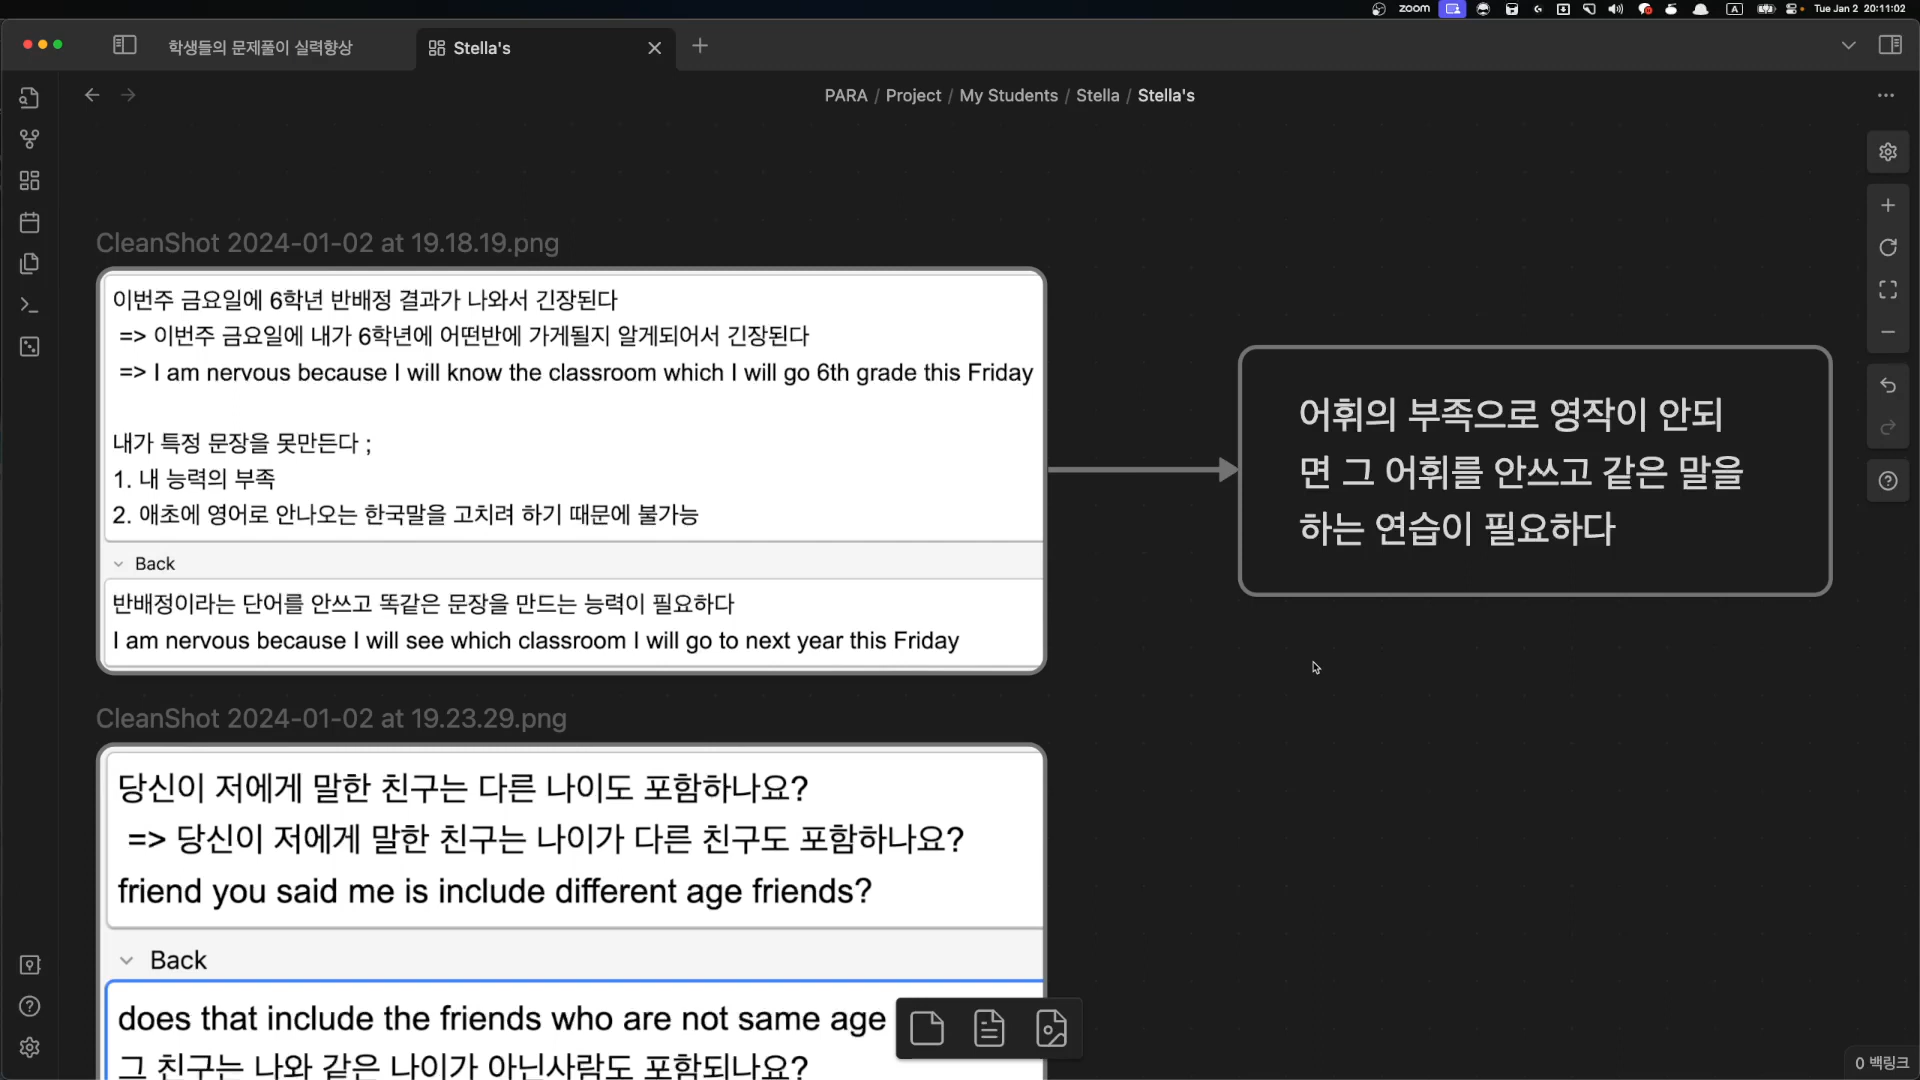 zoom
A
Tue Jan 2 20:11:02
학생들의 문제풀이 실력향상
Stella's
PARA / Project / My Students / Stella / Stella's
CleanShot 2024-01-02 at 19.18.19.png
이번주 금요일에 6학년 반배정 결과가 나와서 긴장된다
=> 이번주 금요일에 내가 6학년에 어떤반에 가게될지 알게되어서 긴장된다
=> I am nervous because I will know the classroom which I will go 6th grade this Friday
내가 특정 문장을 못만든다 ;
1. 내 능력의 부족
2. 애초에 영어로 안나오는 한국말을 고치려 하기 때문에 불가능
Back
반배정이라는 단어를 안쓰고 똑같은 문장을 만드는 능력이 필요하다
I am nervous because I will see which classroom I will go to next year this Friday
어휘의 부족으로 영작이 안되
면 그 어휘를 안쓰고 같은 말을
하는 연습이 필요하다
CleanShot 2024-01-02 at 19.23.29.png
당신이 저에게 말한 친구는 다른 나이도 포함하나요?
=> 당신이 저에게 말한 친구는 나이가 다른 친구도 포함하나요?
friend you said me is include different age friends?
Back
does that include the friends who are not same age
그 친구는 나와 같은 나이가 아닌사람도 포함되나요?
0 백링크